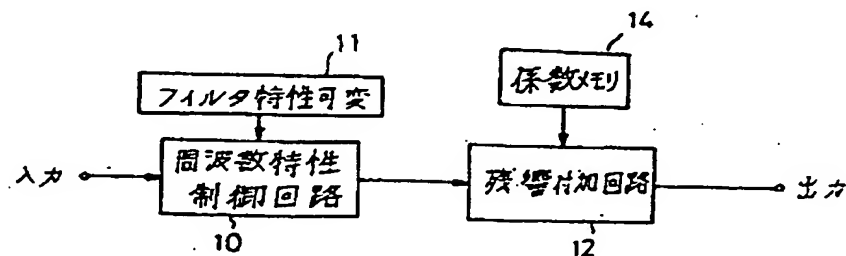 11
フィルタ特性可変
14
係数メモリ
入力
周波数特性
制御回路
10
残響付加回路
12
出力